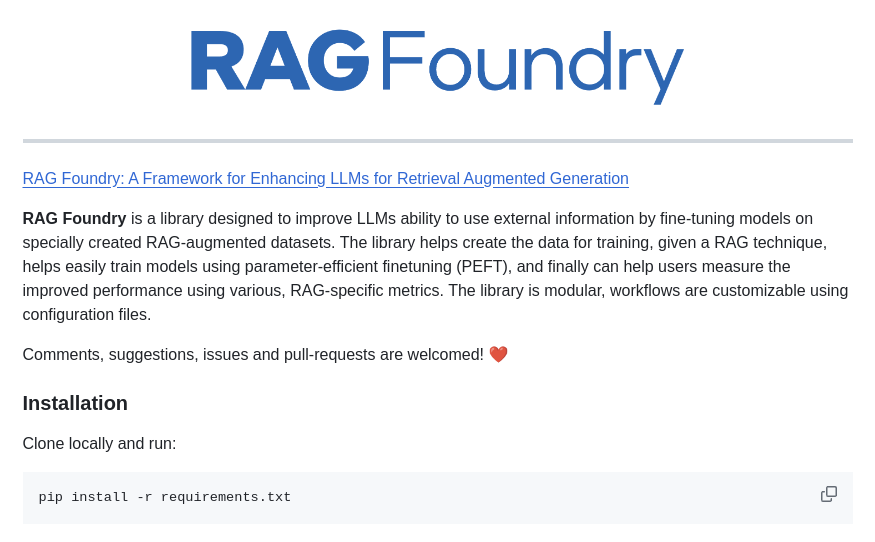 RAG Foundry
RAG Foundry: A Framework for Enhancing LLMs for Retrieval Augmented Generation
RAG Foundry is a library designed to improve LLMs ability to use external information by fine-tuning models on
specially created RAG-augmented datasets. The library helps create the data for training, given a RAG technique,
helps easily train models using parameter-efficient finetuning (PEFT), and finally can help users measure the
improved performance using various, RAG-specific metrics. The library is modular, workflows are customizable using
configuration files.
Comments, suggestions, issues and pull-requests are welcomed! ❤️
Installation
Clone locally and run:
pip install -r requirements.txt